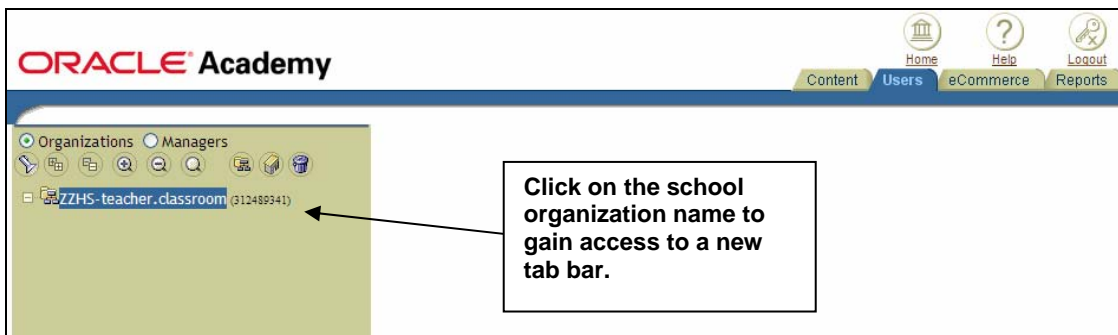 ORACLE Academy
Home Help Logout
Content Users eCommerce Reports
Organizations Managers
ZZHS-teacher.classroom (312489341)
Click on the school
organization name to
gain access to a new
tab bar.